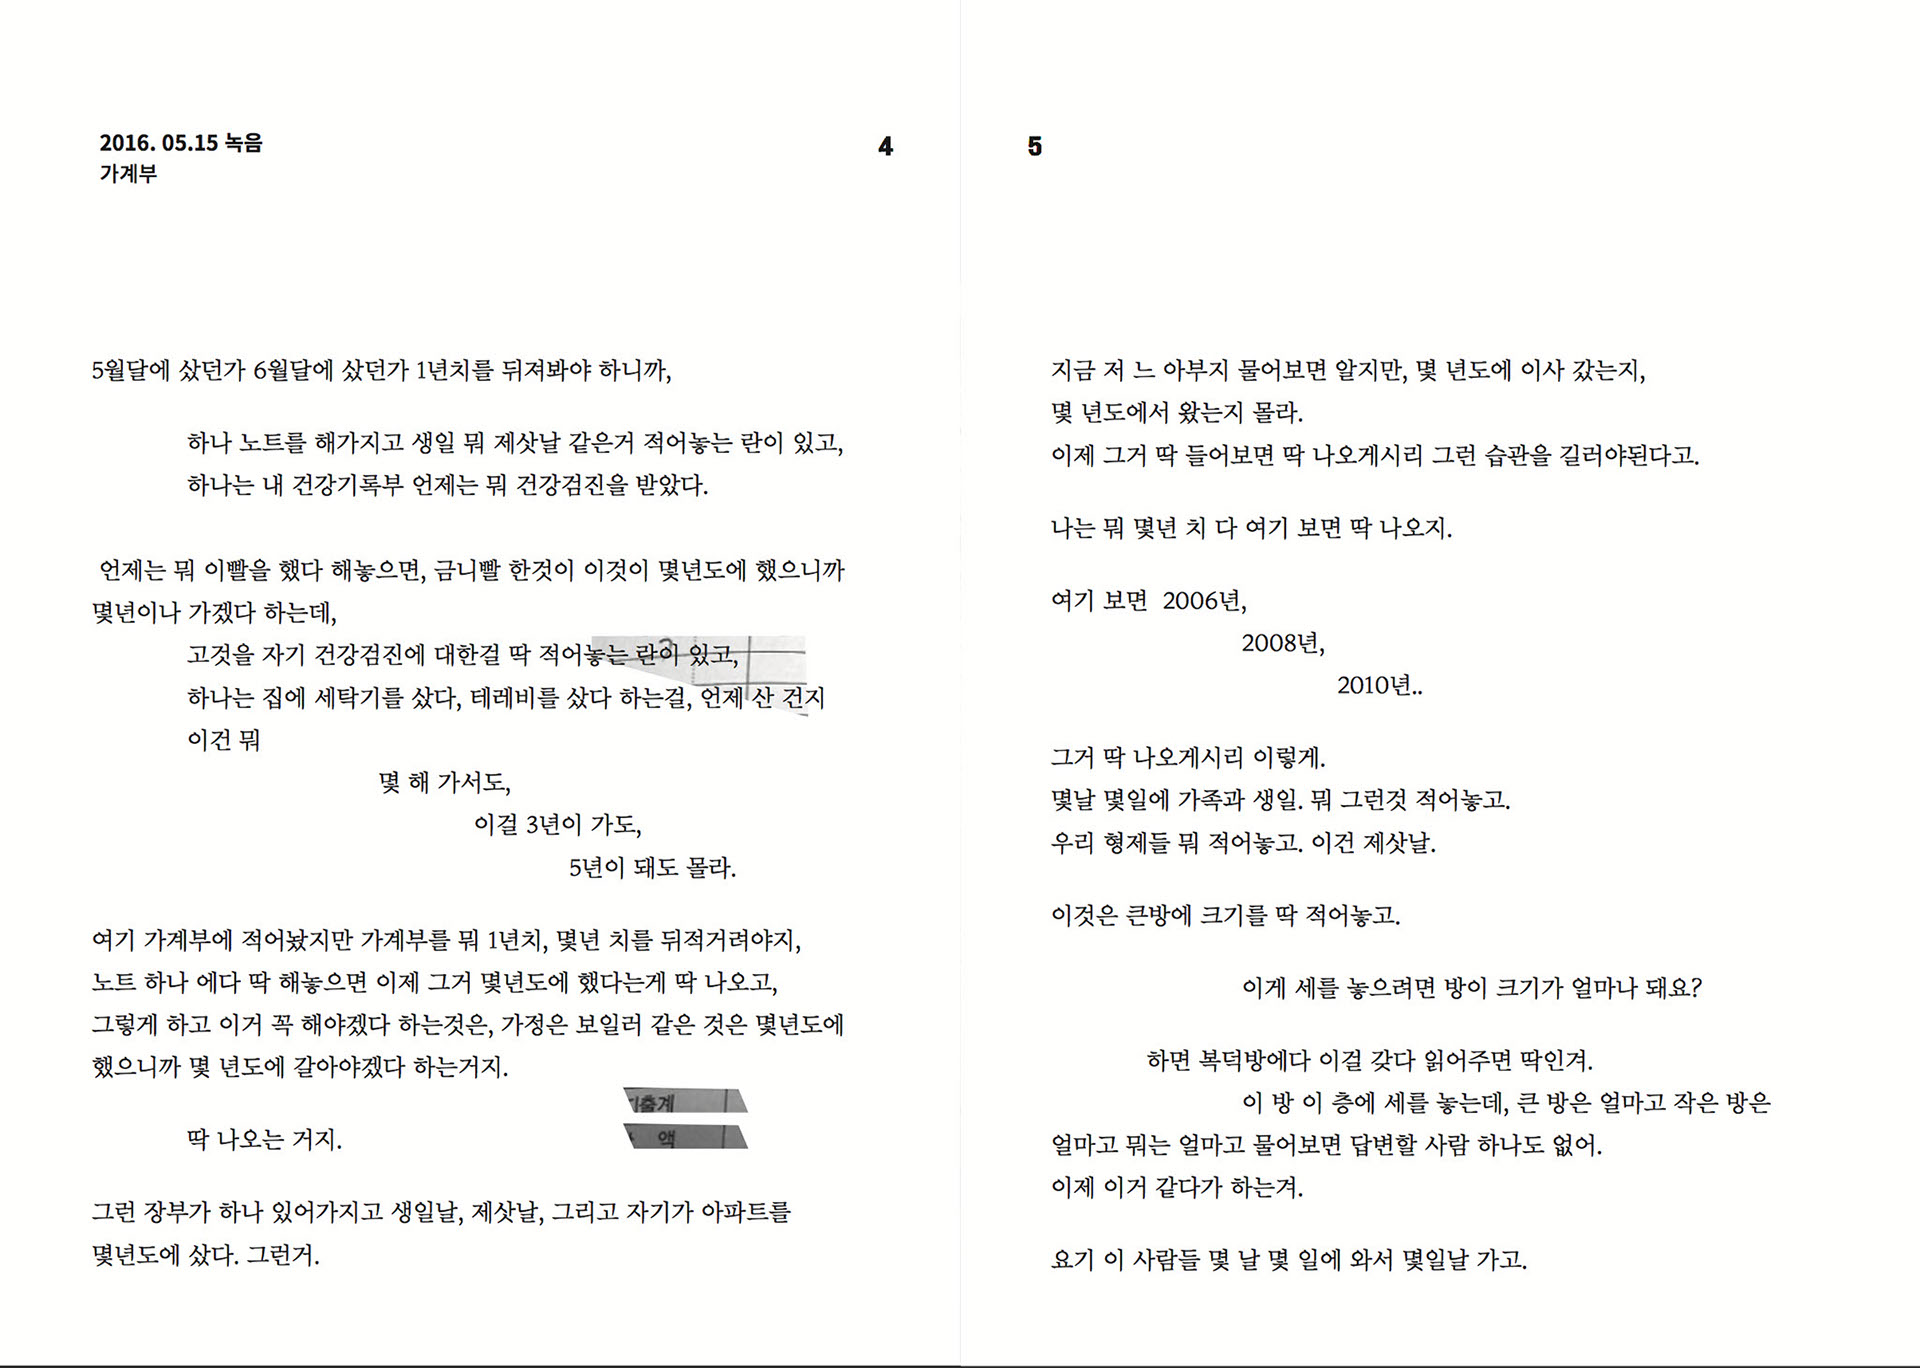 2016. 05.15 녹음
가계부
4
5월달에 샀던가 6월달에 샀던가 1년치를 뒤져봐야 하니까,
하나 노트를 해가지고 생일 뭐 제삿날 같은거 적어놓는 란이 있고,
하나는 내 건강기록부 언제는 뭐 건강검진을 받았다.
언제는 뭐 이빨을 했다 해놓으면, 금니빨 한것이 이것이 몇년도에 했으니까
몇년이나 가겠다 하는데,
고것을 자기 건강검진에 대한걸 딱 적어놓는 란이 있고,
하나는 집에 세탁기를 샀다, 테레비를 샀다 하는걸, 언제 산 건지
이건 뭐
몇 해 가서도,
이걸 3년이 가도,
5년이 돼도 몰라.
여기 가계부에 적어놨지만 가계부를 뭐 1년치, 몇년 치를 뒤적거려야지,
노트 하나 에다 딱 해놓으면 이제 그거 몇년도에 했다는게 딱 나오고,
그렇게 하고 이거 꼭 해야겠다 하는것은, 가정은 보일러 같은 것은 몇년도에
했으니까 몇 년도에 갈아야겠다 하는거지.
출계
액
딱 나오는 거지.
그런 장부가 하나 있어가지고 생일날, 제삿날, 그리고 자기가 아파트를
몇년도에 샀다. 그런거.
5
지금 저 느 아부지 물어보면 알지만, 몇 년도에 이사 갔는지,
몇 년도에서 왔는지 몰라.
이제 그거 딱 들어보면 딱 나오게시리 그런 습관을 길러야된다고.
나는 뭐 몇년 치 다 여기 보면 딱 나오지.
여기 보면 2006년,
2008년,
2010년..
그거 딱 나오게시리 이렇게.
몇날 몇일에 가족과 생일. 뭐 그런것 적어놓고.
우리 형제들 뭐 적어놓고. 이건 제삿날.
이것은 큰방에 크기를 딱 적어놓고.
이게 세를 놓으려면 방이 크기가 얼마나 돼요?
하면 복덕방에다 이걸 갖다 읽어주면 딱인겨.
이 방 이 층에 세를 놓는데, 큰 방은 얼마고 작은 방은
얼마고 뭐는 얼마고 물어보면 답변할 사람 하나도 없어.
이제 이거 같다가 하는겨.
요기 이 사람들 몇 날 몇 일에 와서 몇일날 가고.